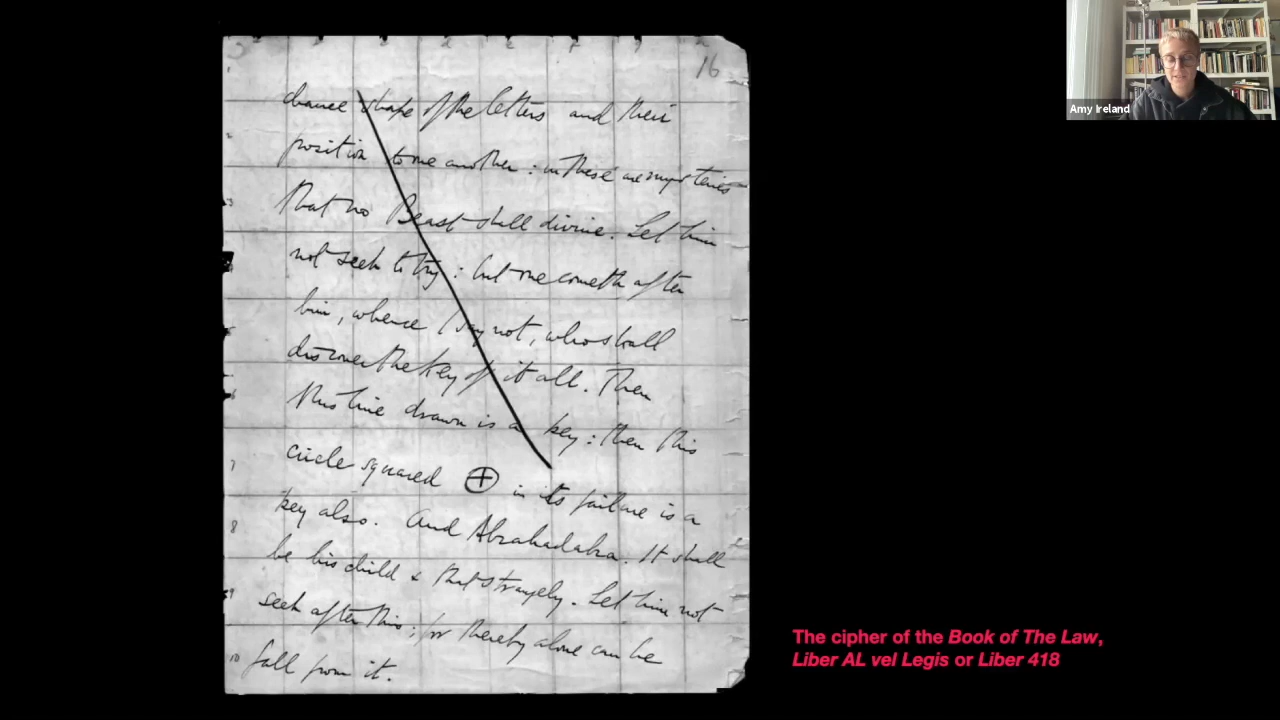 16
chance shape of the letters and their
position to one another : in these are mysteries
that no Beast shall divine. Let him
not seek to try : but one cometh after
him, whence I say not, who shall
discover the Key of it all. Then
this line drawn is a key : then this
circle squared ⊕ in its failure is a
key also. And Abrahadabra. It shall
be his child & that strangely. Let him not
seek after this ; for thereby alone can he
fall from it.
Amy Ireland
The cipher of the Book of The Law,
Liber AL vel Legis or Liber 418